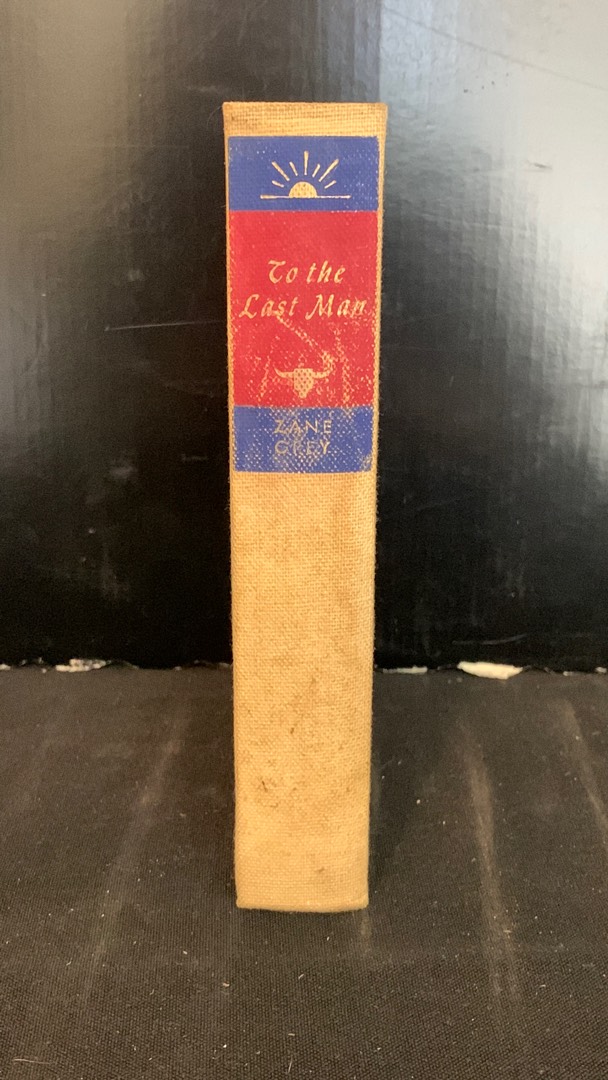 To the
Last Man
ZANE
GREY